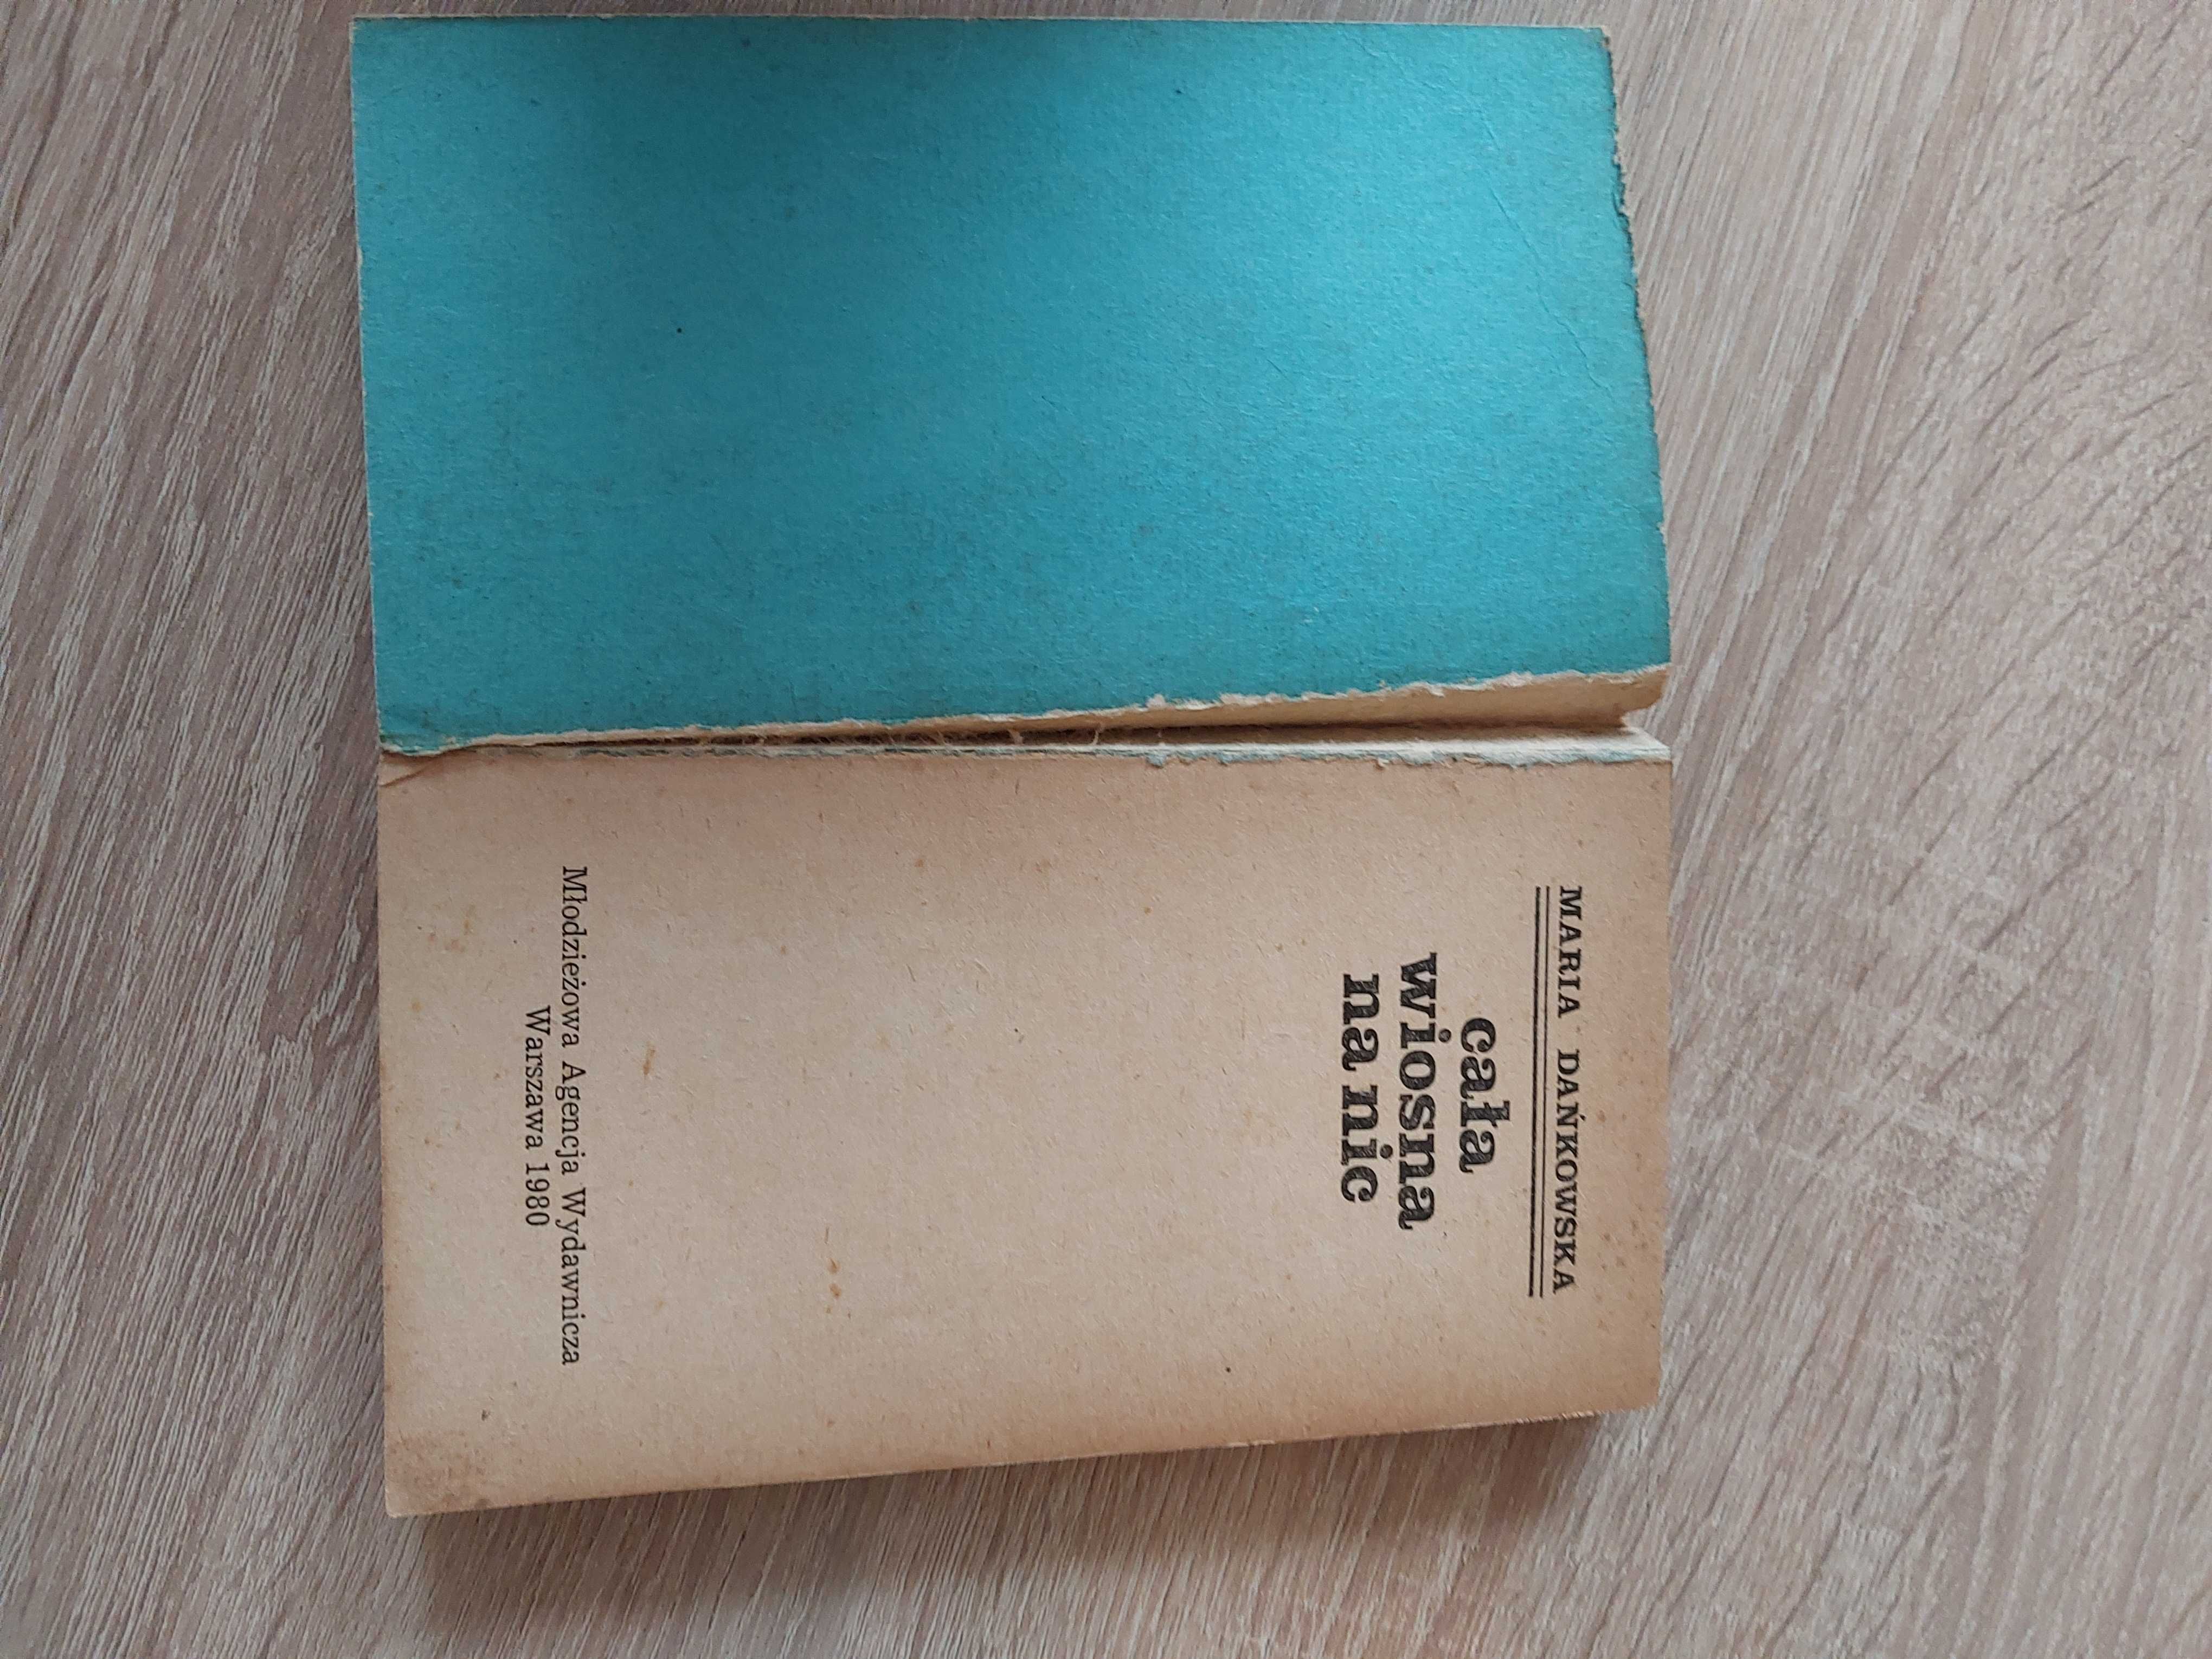 MARIA DAŃKOWSKA
cała
wiosna
na nic
Młodzieżowa Agencja Wydawnicza
Warszawa 1980